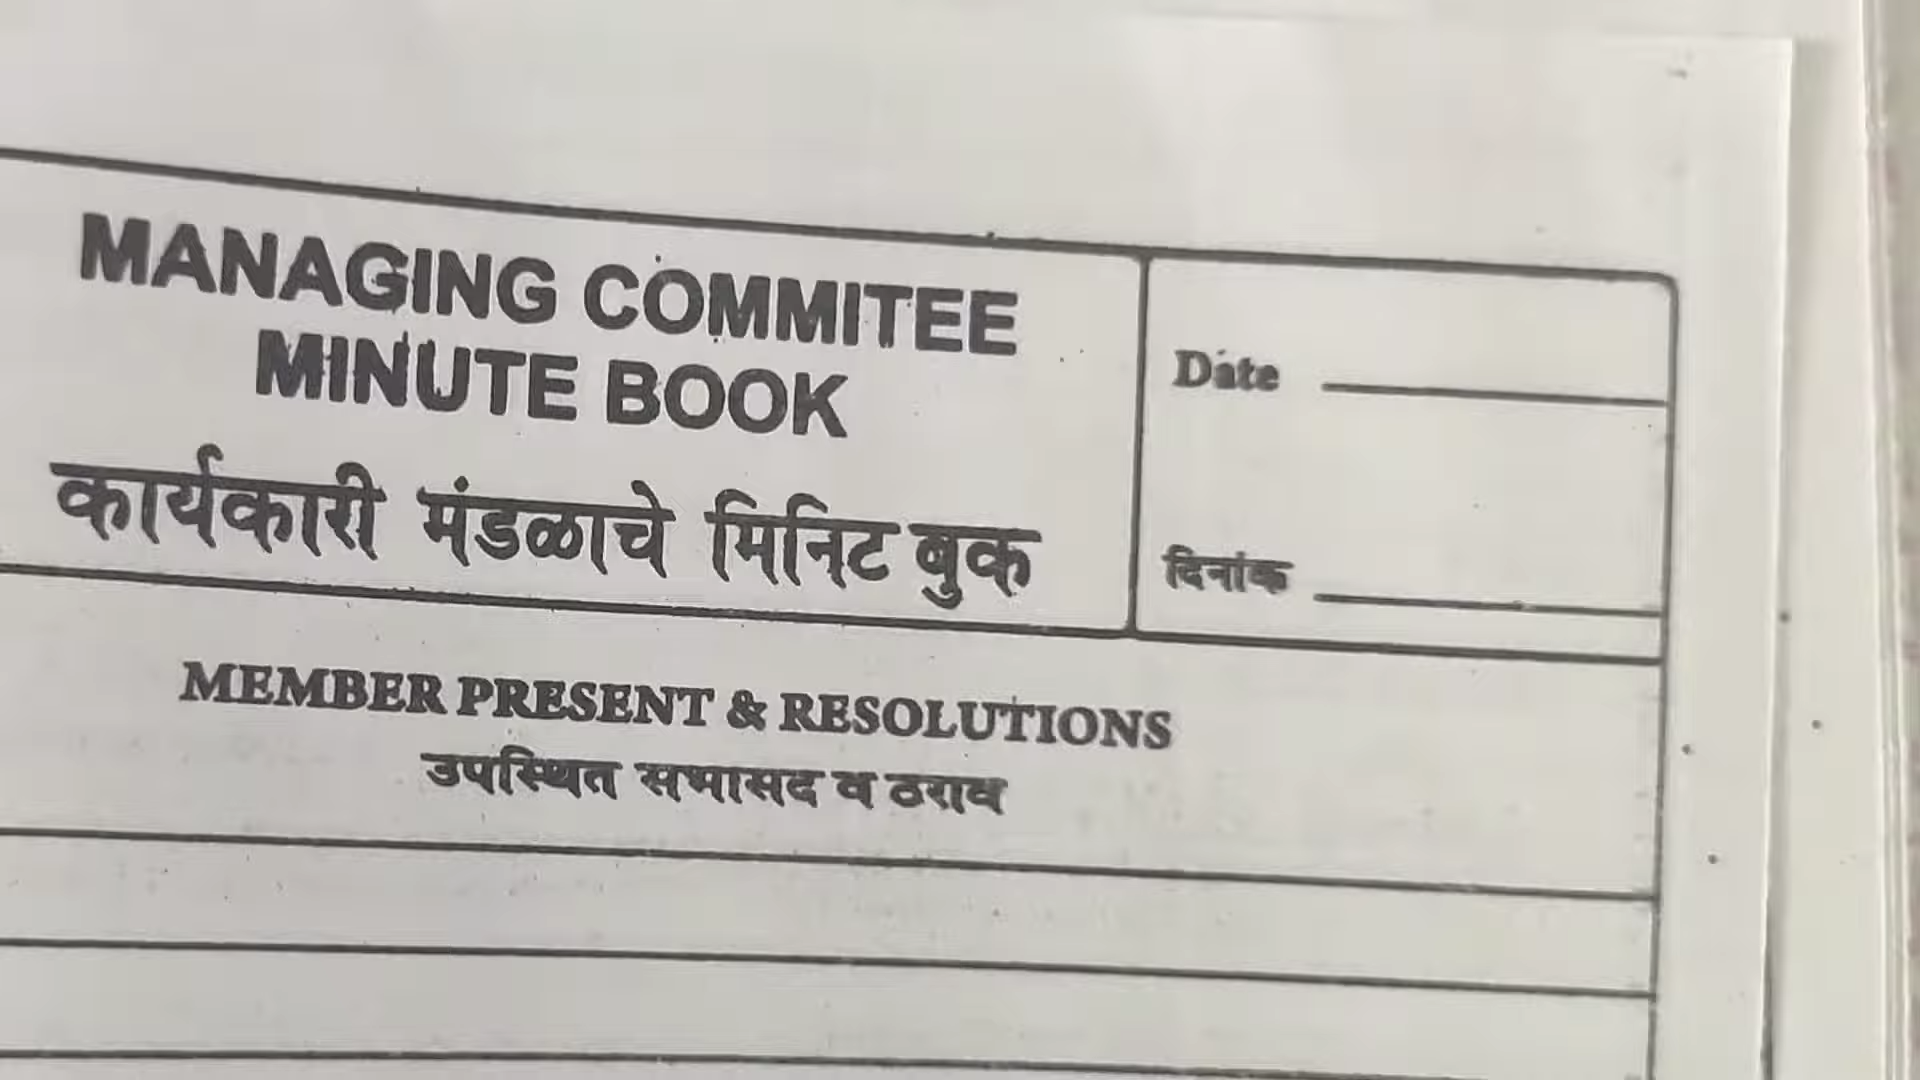 MANAGING COMMITEE
MINUTE BOOK
कार्यकारी मंडळाचे मिनिट बुक
Date
दिनांक
MEMBER PRESENT & RESOLUTIONS
उपस्थित सभासद व ठराव